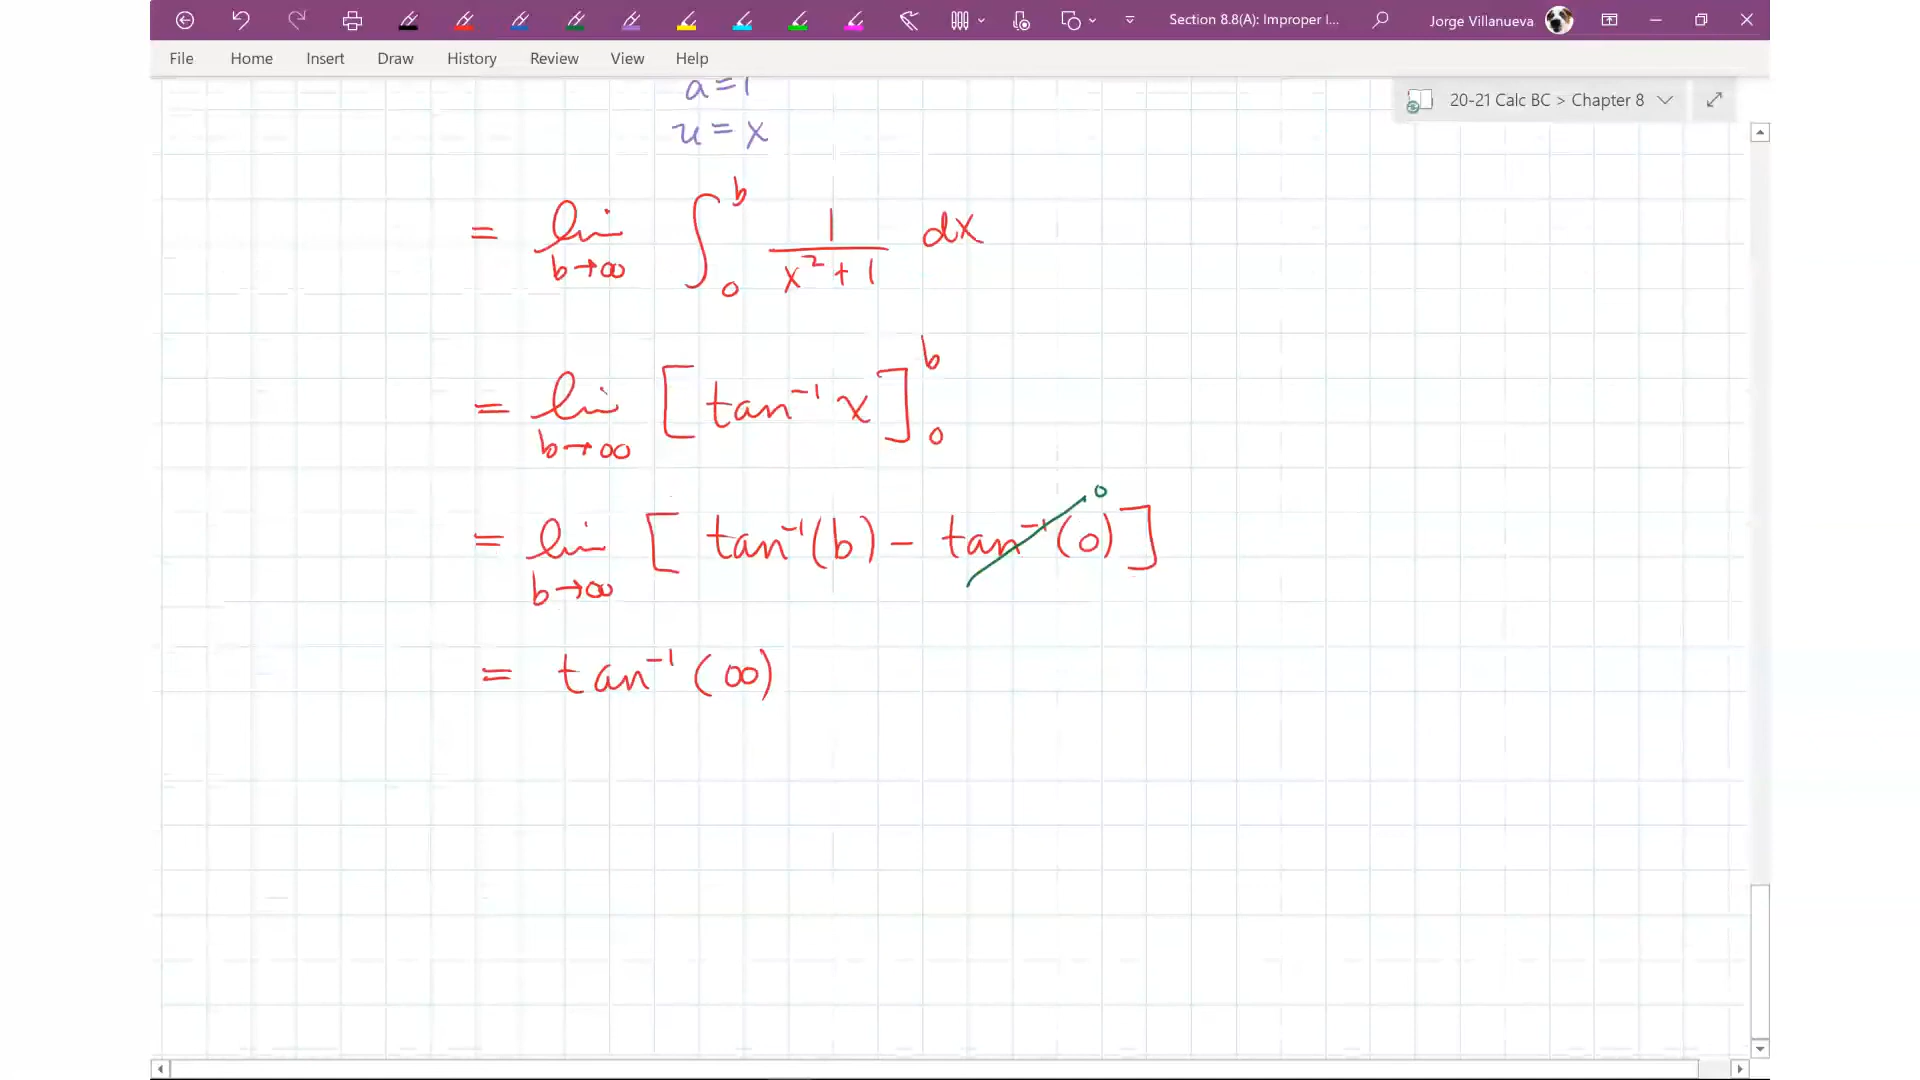 Section 8.8(A): Improper I... Jorge Villanueva
File Home Insert Draw History Review View Help
20-21 Calc BC > Chapter 8
a = 1
u = x
= lim b→∞ ∫₀ᵇ 1/(x² + 1) dx
= lim b→∞ [tan⁻¹ x]₀ᵇ
= lim b→∞ [tan⁻¹(b) − tan⁻¹(0)] 0
= tan⁻¹(∞)